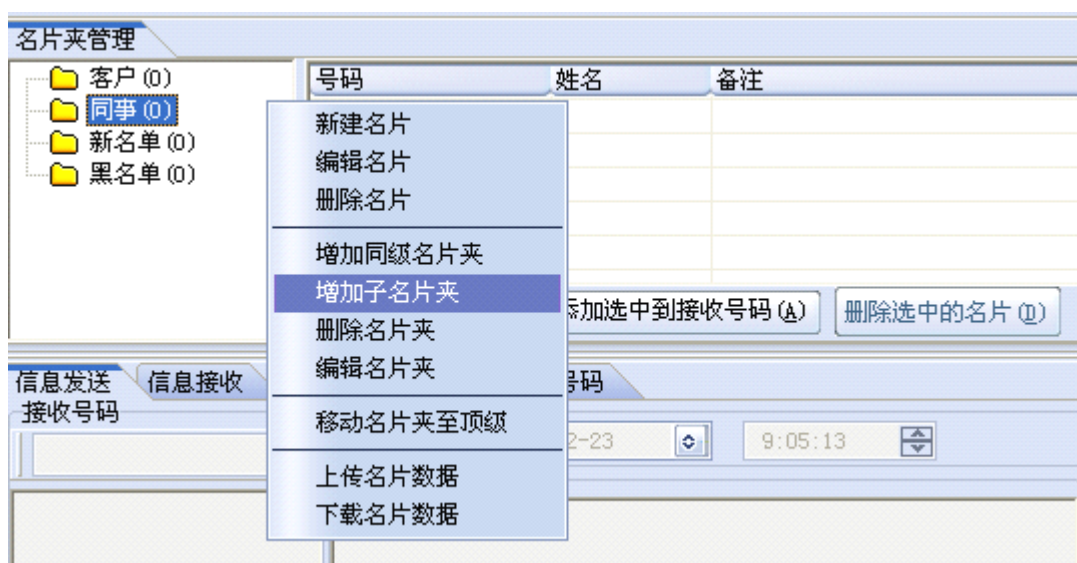 名片夹管理
客户(0)
同事(0)
新名单(0)
黑名单(0)
号码 姓名 备注
新建名片
编辑名片
删除名片
增加同级名片夹
增加子名片夹
删除名片夹
编辑名片夹
移动名片夹至顶级
上传名片数据
下载名片数据
加选中到接收号码(A) 删除选中的名片(D)
信息发送 信息接收 号码
接收号码
2-23 9:05:13